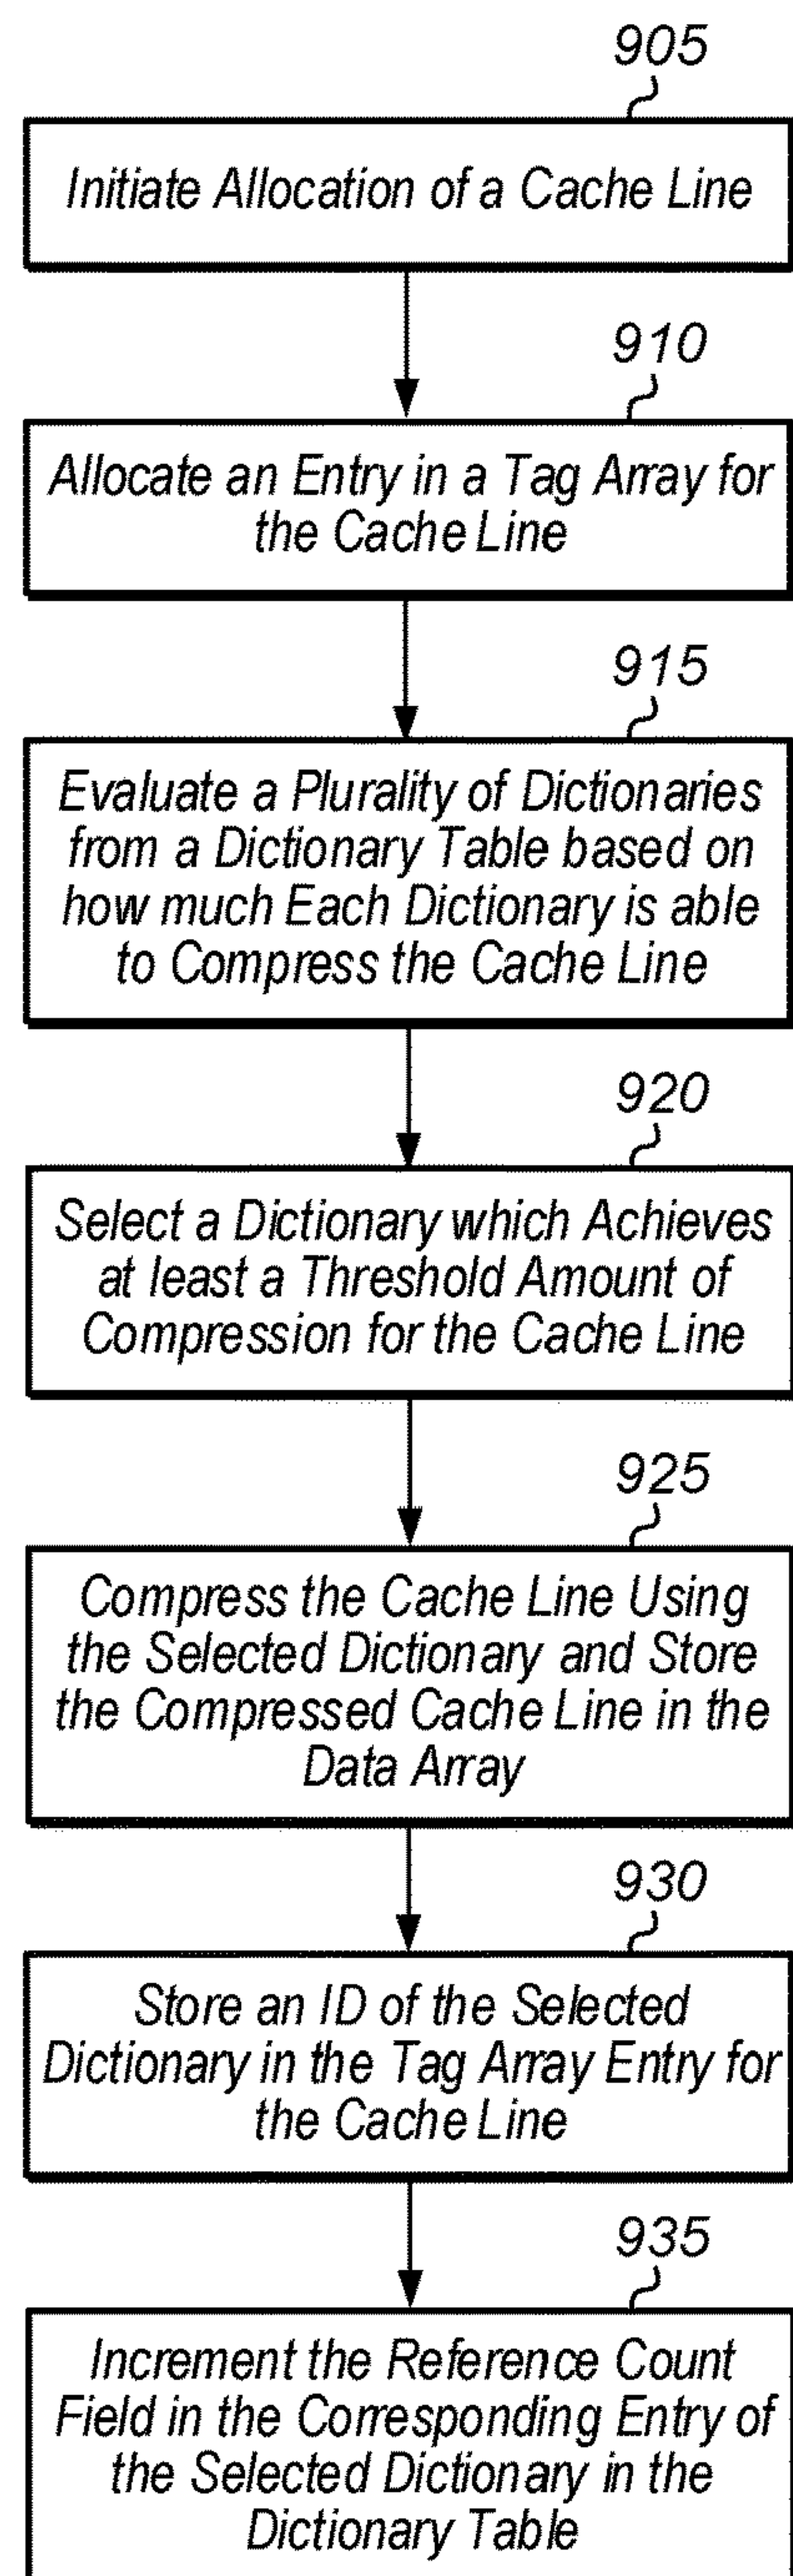 905
Initiate Allocation of a Cache Line
910
Allocate an Entry in a Tag Array for
the Cache Line
915
Evaluate a Plurality of Dictionaries
from a Dictionary Table based on
how much Each Dictionary is able
to Compress the Cache Line
920
Select a Dictionary which Achieves
at least a Threshold Amount of
Compression for the Cache Line
925
Compress the Cache Line Using
the Selected Dictionary and Store
the Compressed Cache Line in the
Data Array
930
Store an ID of the Selected
Dictionary in the Tag Array Entry for
the Cache Line
935
Increment the Reference Count
Field in the Corresponding Entry of
the Selected Dictionary in the
Dictionary Table